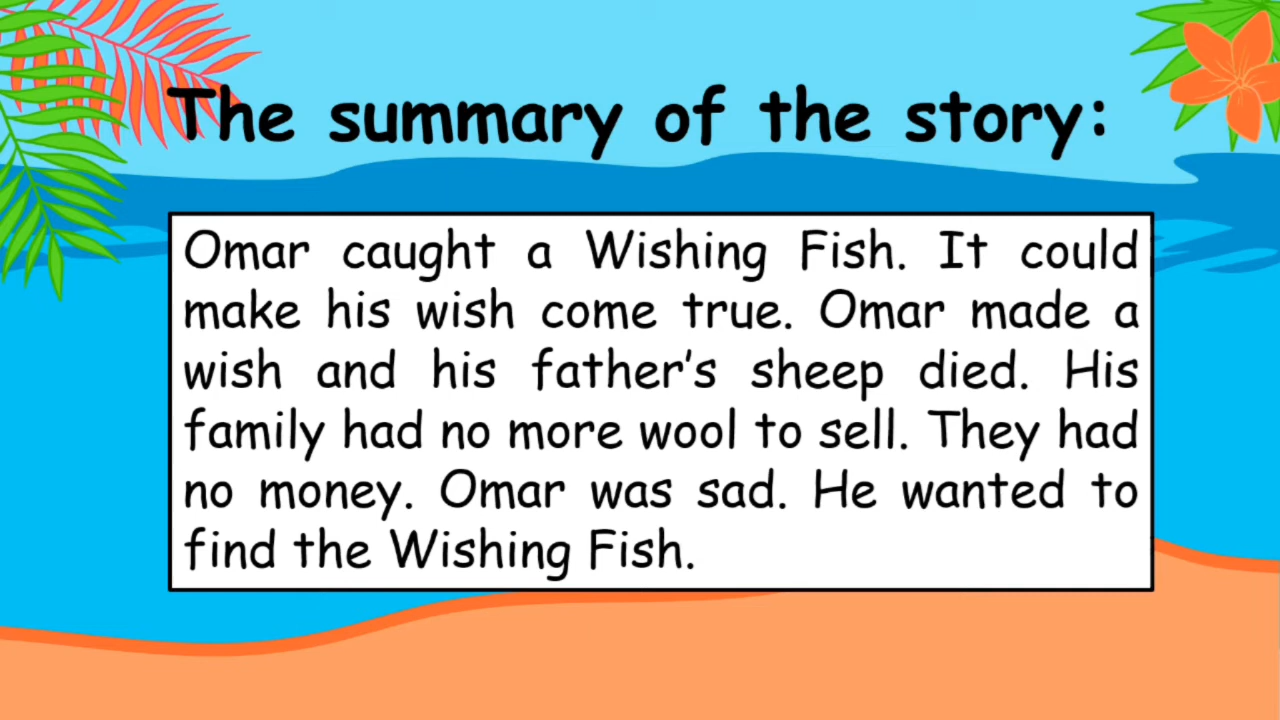 The summary of the story:
Omar caught a Wishing Fish. It could
make his wish come true. Omar made a
wish and his father’s sheep died. His
family had no more wool to sell. They had
no money. Omar was sad. He wanted to
find the Wishing Fish.